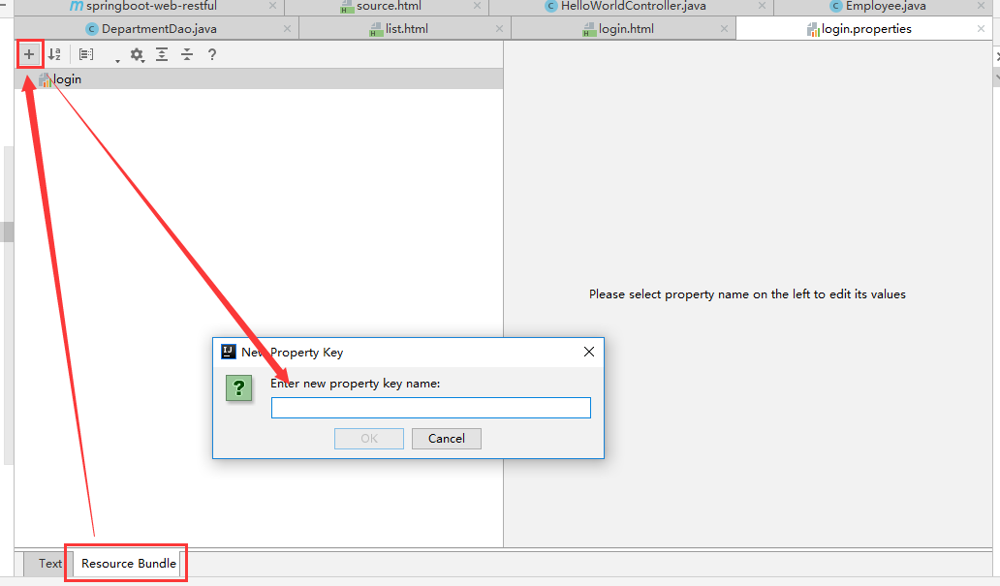 springboot-web-restful source.html HelloWorldController.java Employee.java
DepartmentDao.java list.html login.html login.properties
login
Please select property name on the left to edit its values
New Property Key
Enter new property key name:
OK Cancel
Text Resource Bundle